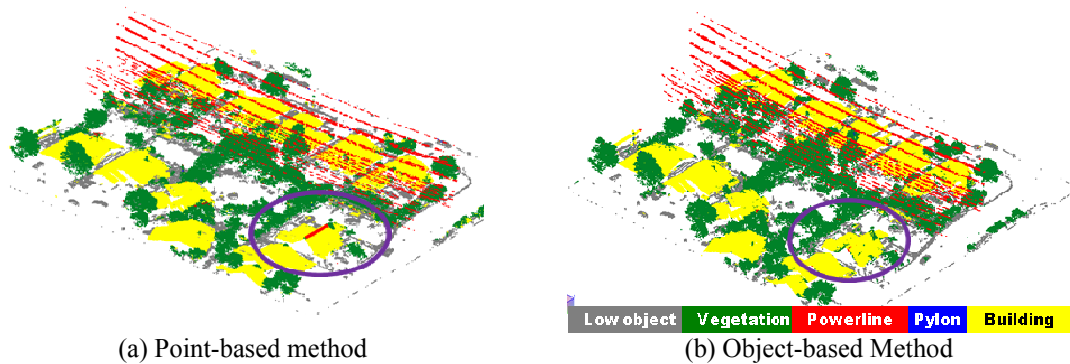 Low object Vegetation Powerline Pylon Building
(a) Point-based method
(b) Object-based Method